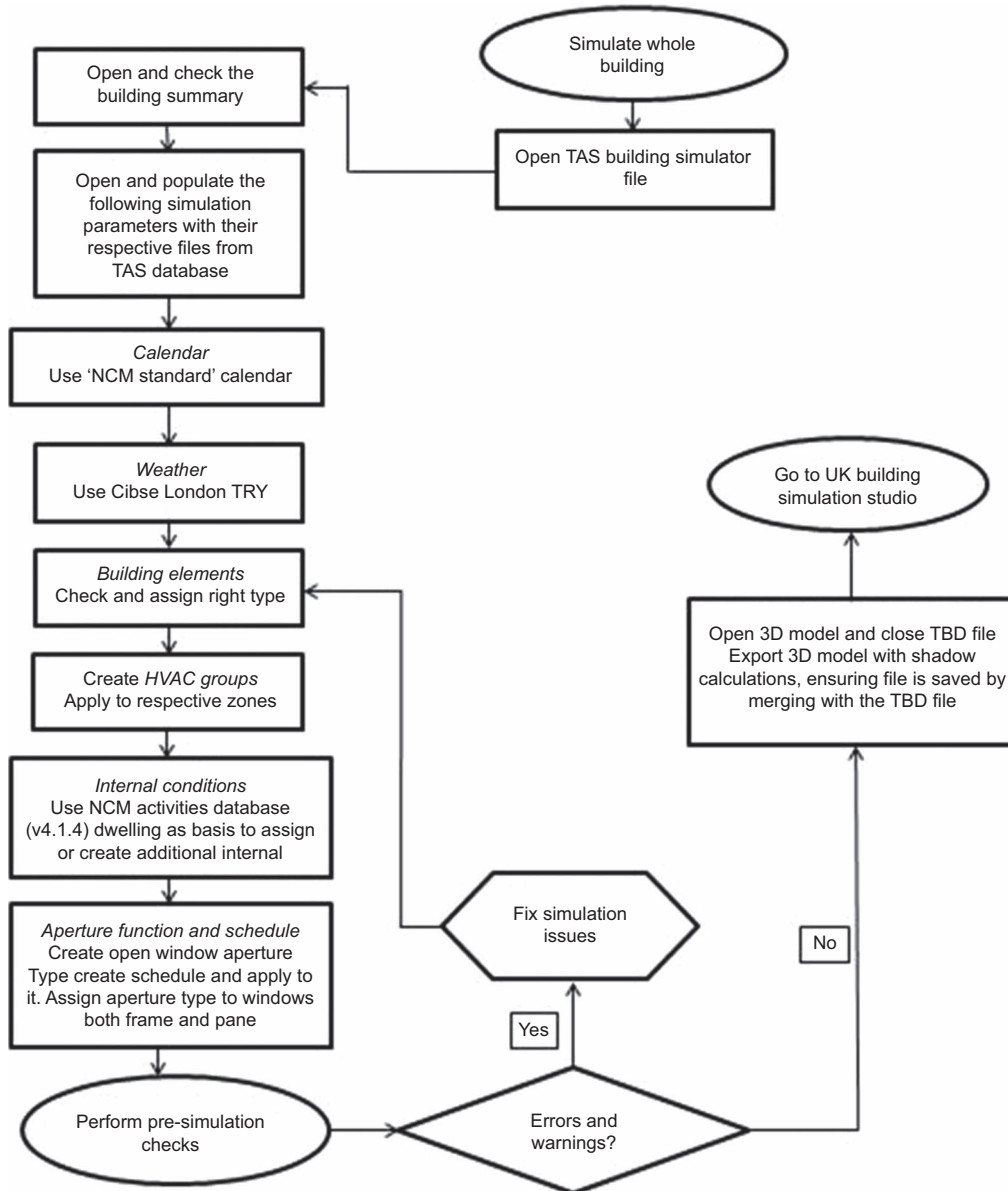 Simulate whole
building
Open TAS building simulator
file
Open and check the
building summary
Open and populate the
following simulation
parameters with their
respective files from
TAS database
Calendar
Use ‘NCM standard’ calendar
Weather
Use Cibse London TRY
Building elements
Check and assign right type
Create HVAC groups
Apply to respective zones
Internal conditions
Use NCM activities database
(v4.1.4) dwelling as basis to assign
or create additional internal
Aperture function and schedule
Create open window aperture
Type create schedule and apply to
it. Assign aperture type to windows
both frame and pane
Perform pre-simulation
checks
Errors and
warnings?
Yes
Fix simulation
issues
No
Open 3D model and close TBD file
Export 3D model with shadow
calculations, ensuring file is saved by
merging with the TBD file
Go to UK building
simulation studio